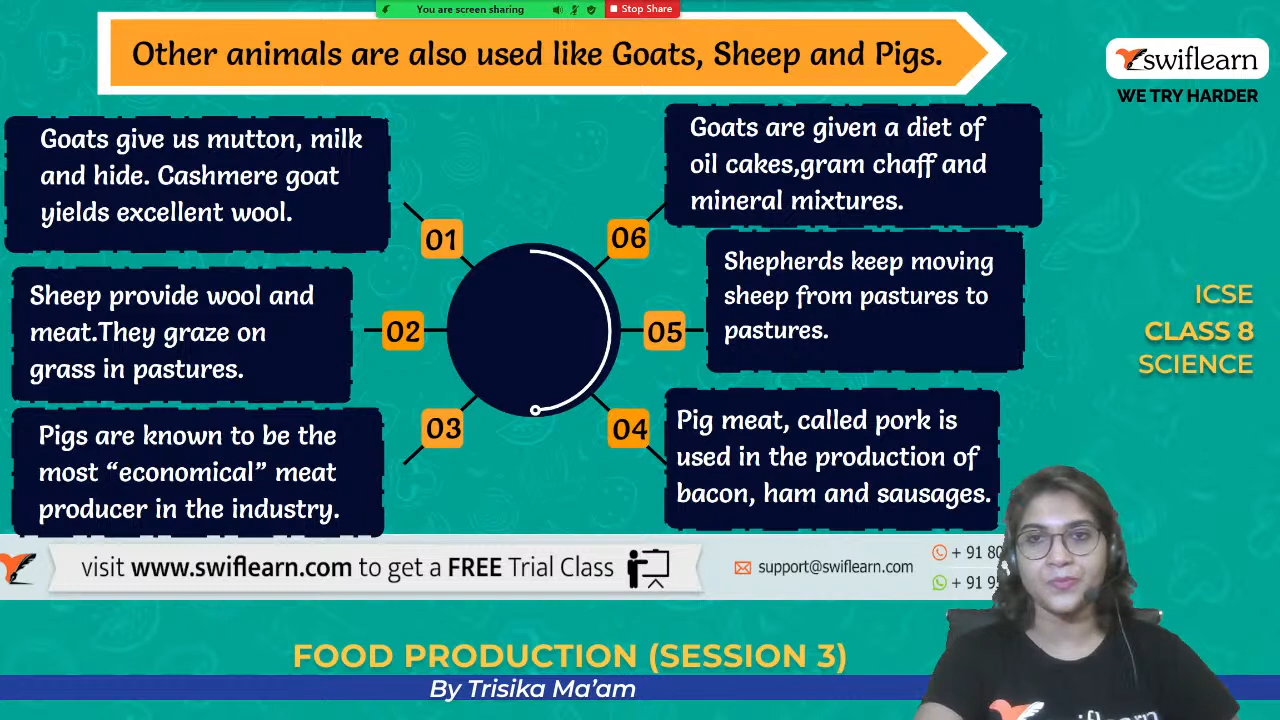 You are screen sharing
Stop Share
Other animals are also used like Goats, Sheep and Pigs.
swiflearn
WE TRY HARDER
Goats give us mutton, milk
and hide. Cashmere goat
yields excellent wool.
01
Sheep provide wool and
meat.They graze on
grass in pastures.
02
Pigs are known to be the
most “economical” meat
producer in the industry.
03
Goats are given a diet of
oil cakes,gram chaff and
mineral mixtures.
06
Shepherds keep moving
sheep from pastures to
pastures.
05
Pig meat, called pork is
used in the production of
bacon, ham and sausages.
04
ICSE
CLASS 8
SCIENCE
visit www.swiflearn.com to get a FREE Trial Class
support@swiflearn.com
+ 91 80
+ 91 9
FOOD PRODUCTION (SESSION 3)
By Trisika Ma’am
swiflearn